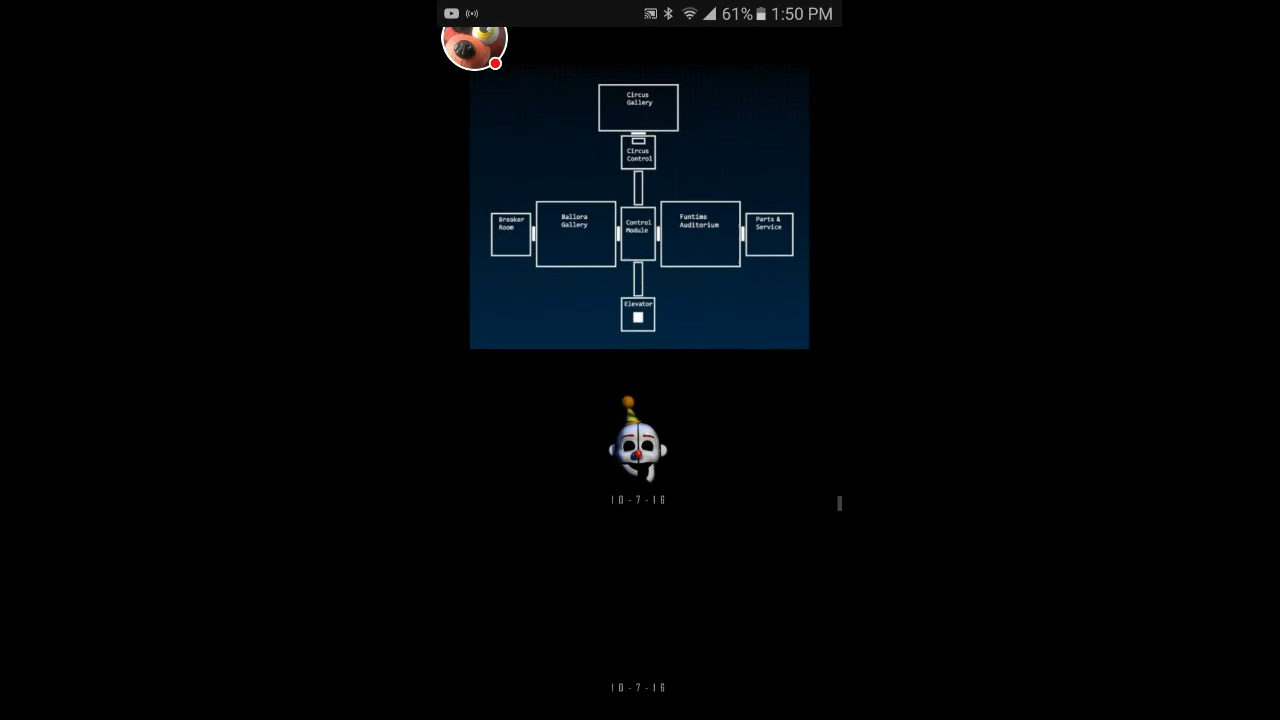 61% 1:50 PM
Circus
Gallery
Circus
Control
Breaker
Room
Ballora
Gallery
Control
Module
Funtime
Auditorium
Parts &
Service
Elevator
10-7-16
10-7-16